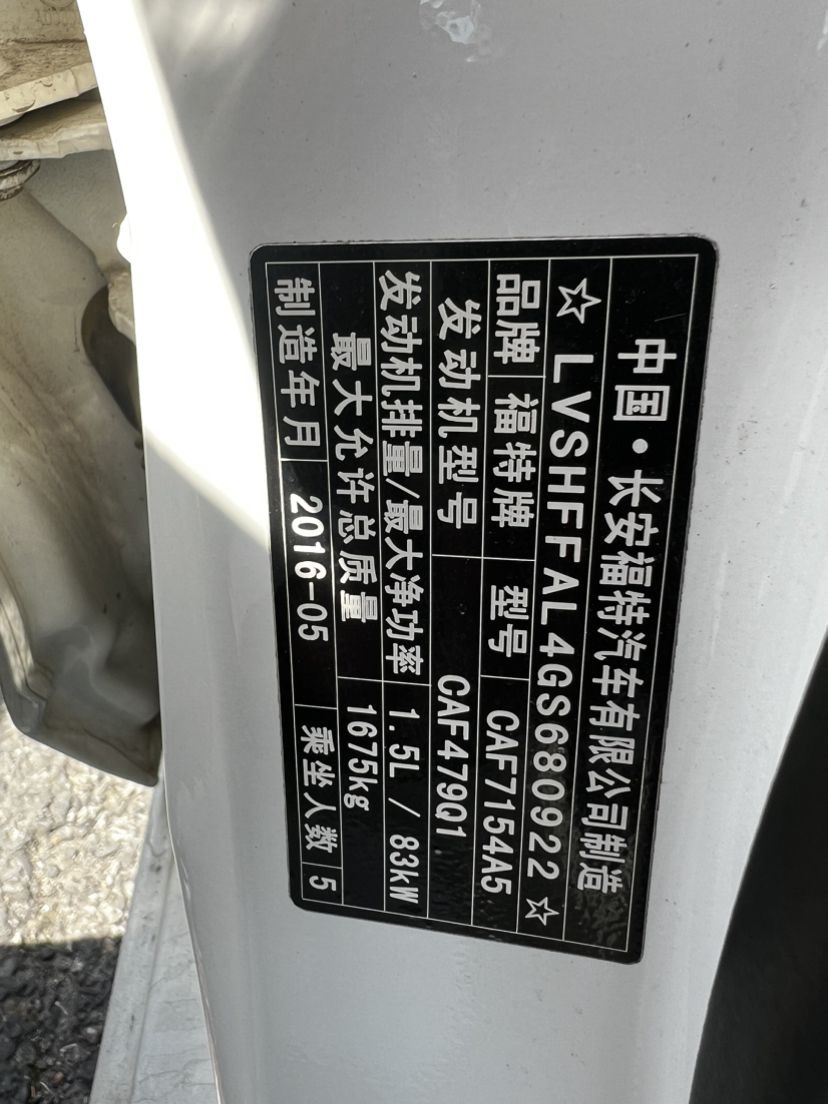 中国·长安福特汽车有限公司制造
☆LVSHFFAL4GS680922☆
品牌 福特牌 型号 CAF7154A5
发动机型号 CAF479Q1
发动机排量/最大净功率 1.5L / 83kW
最大允许总质量 1675kg
制造年月 2016-05 乘坐人数 5